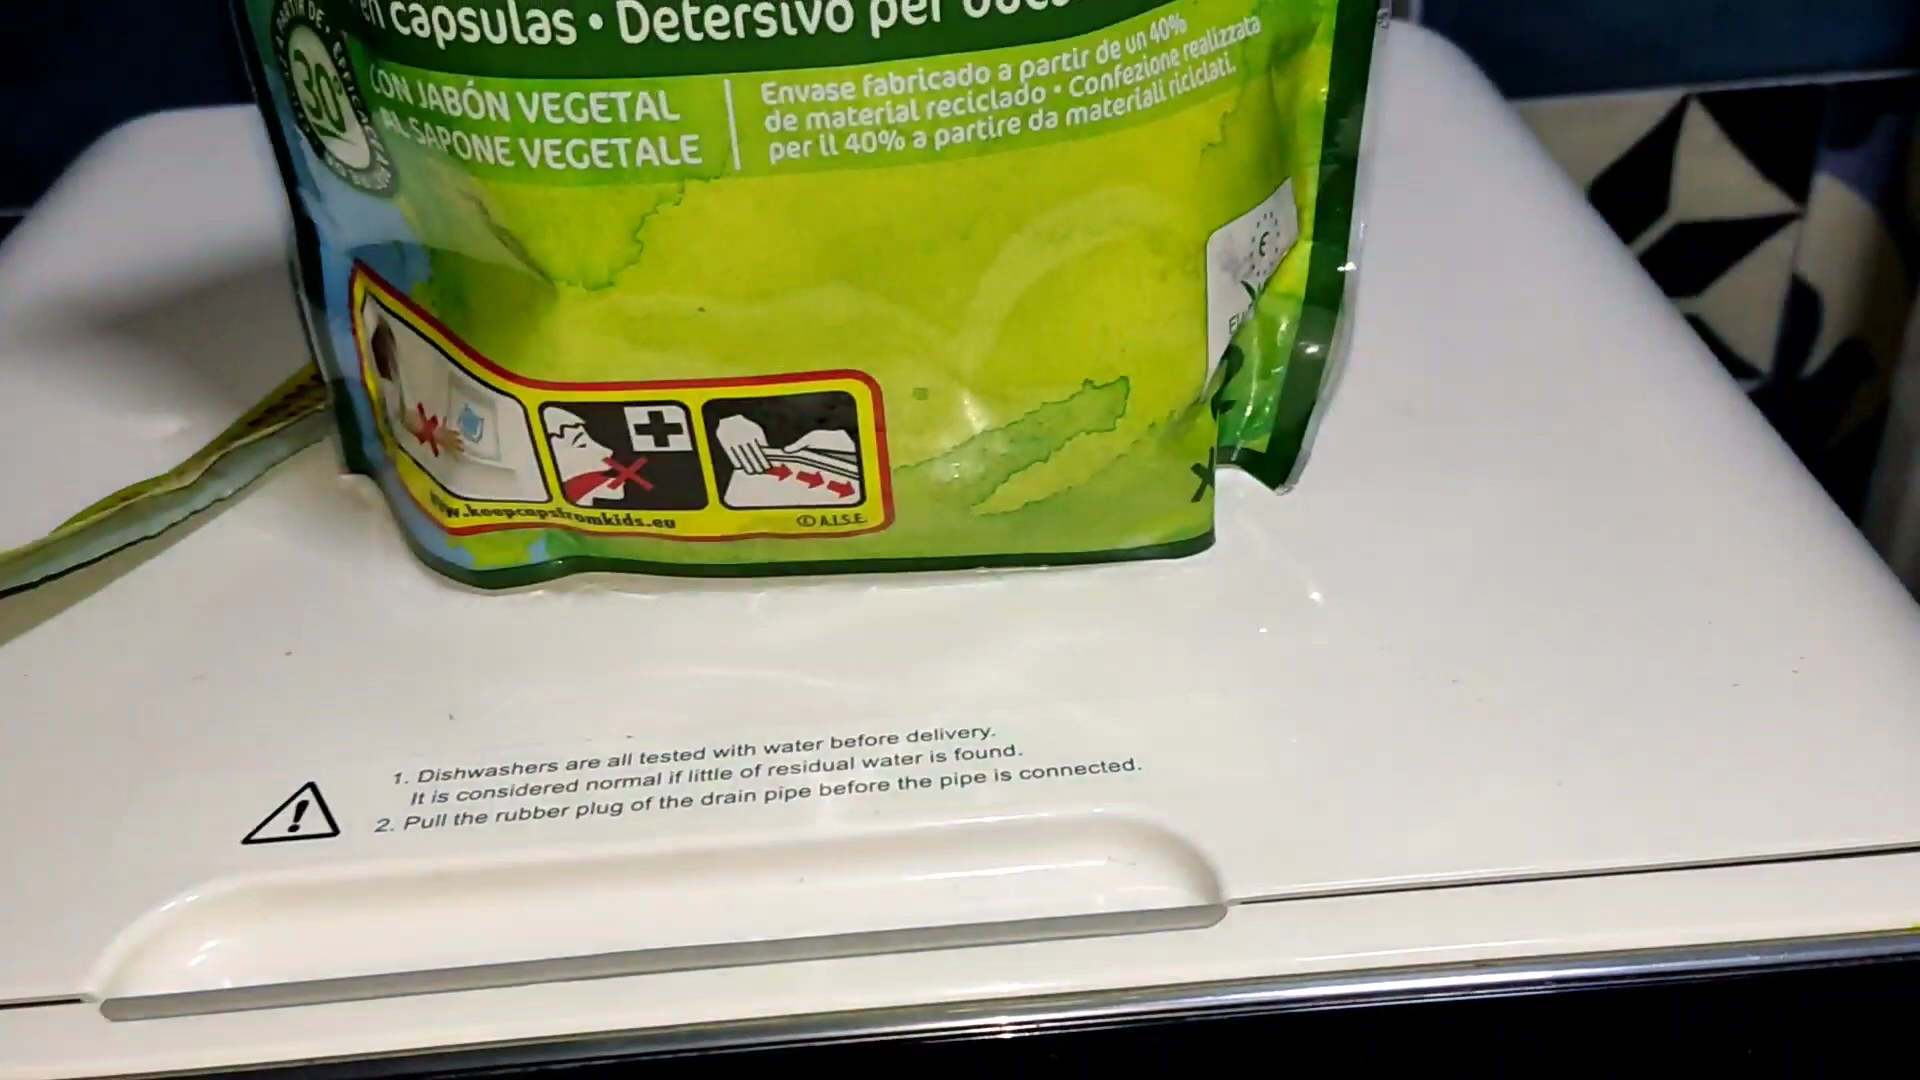 en cápsulas • Detersivo per
30°
CON JABÓN VEGETAL
AL SAPONE VEGETALE
Envase fabricado a partir de un 40%
de material reciclado • Confezione realizzata
per il 40% a partire da materiali riciclati.
www.keepcapsfromkids.eu
© A.I.S.E.
1. Dishwashers are all tested with water before delivery.
It is considered normal if little of residual water is found.
2. Pull the rubber plug of the drain pipe before the pipe is connected.